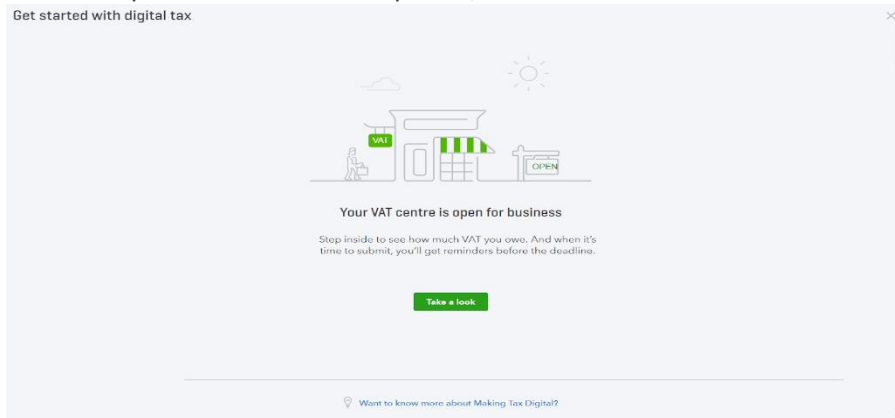 Get started with digital tax
VAT
OPEN
Your VAT centre is open for business
Step inside to see how much VAT you owe. And when it's
time to submit, you'll get reminders before the deadline.
Take a look
Want to know more about Making Tax Digital?